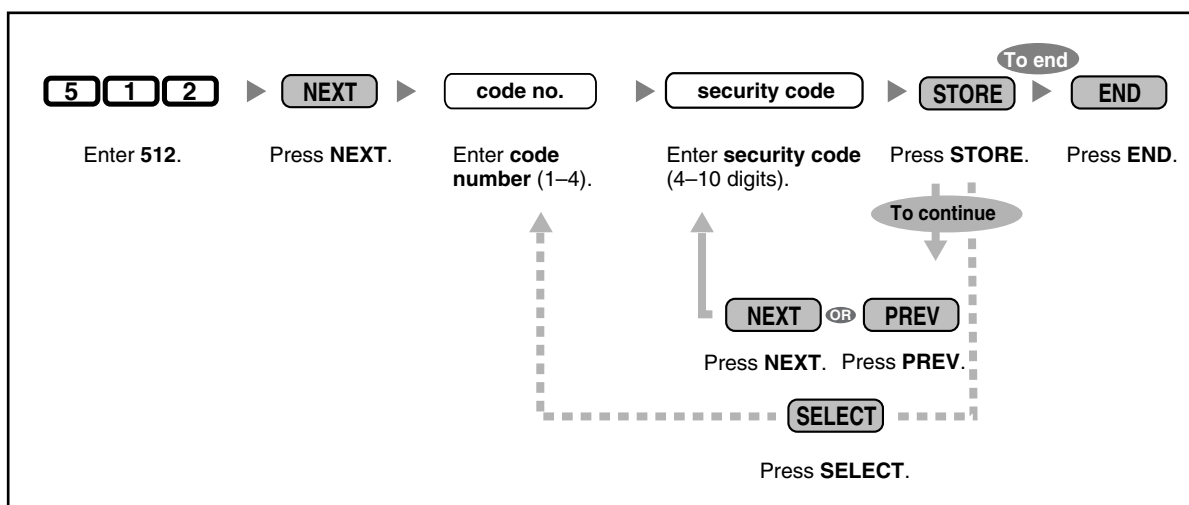 To end
5 1 2 NEXT code no. security code STORE END
Enter 512. Press NEXT. Enter code Enter security code Press STORE. Press END.
number (1–4). (4–10 digits).
To continue
NEXT OR PREV
Press NEXT. Press PREV.
SELECT
Press SELECT.